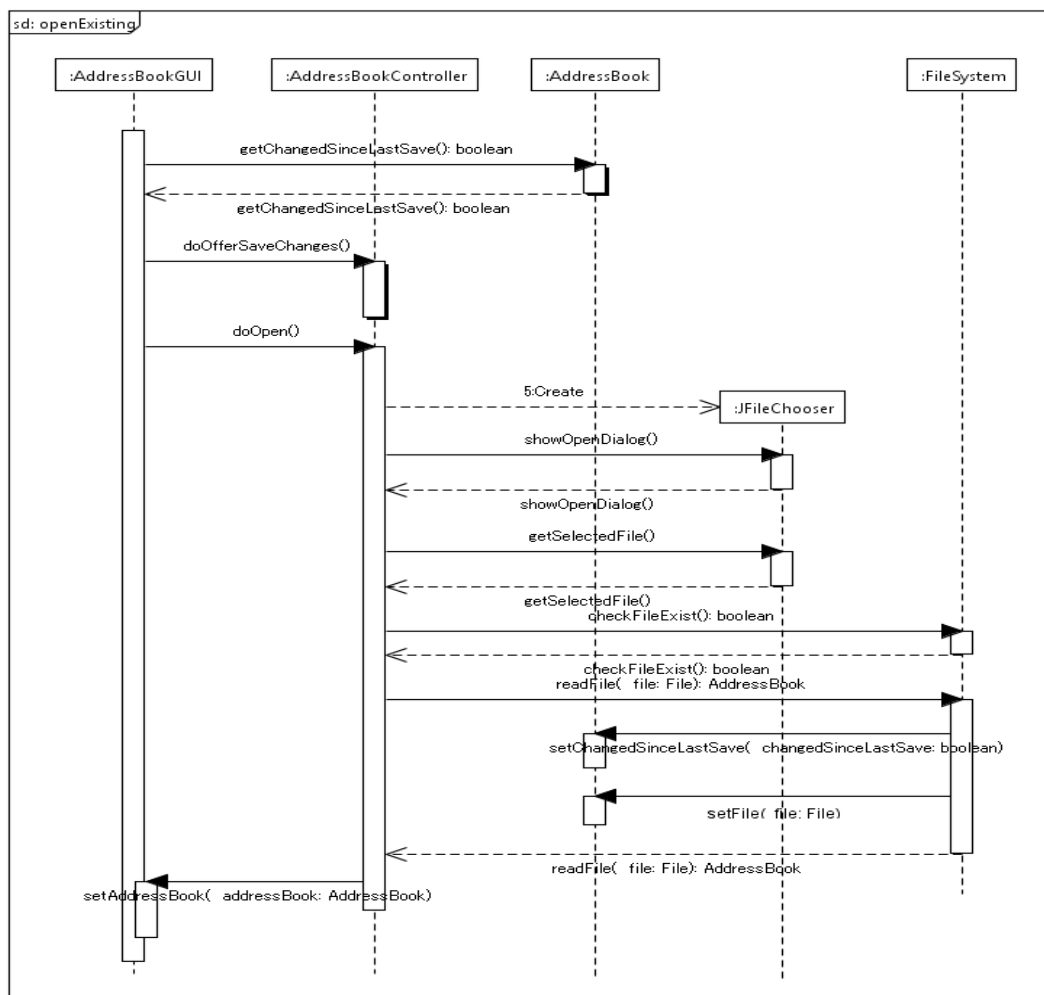 sd: openExisting
:AddressBookGUI
:AddressBookController
:AddressBook
:FileSystem
getChangedSinceLastSave(): boolean
getChangedSinceLastSave(): boolean
doOfferSaveChanges()
doOpen()
5:Create
:JFileChooser
showOpenDialog()
showOpenDialog()
getSelectedFile()
getSelectedFile()
checkFileExist(): boolean
checkFileExist(): boolean
readFile( file: File): AddressBook
setChangedSinceLastSave( changedSinceLastSave: boolean)
setFile( file: File)
readFile( file: File): AddressBook
setAddressBook( addressBook: AddressBook)